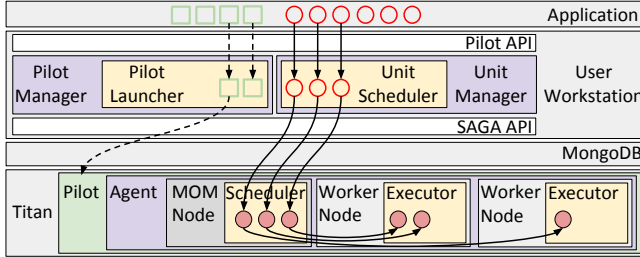 Application
Pilot API
Pilot
Manager
Pilot
Launcher
Unit
Scheduler
Unit
Manager
User
Workstation
SAGA API
MongoDB
Titan
Pilot
Agent
MOM
Node
Scheduler
Worker
Node
Executor
Worker
Node
Executor